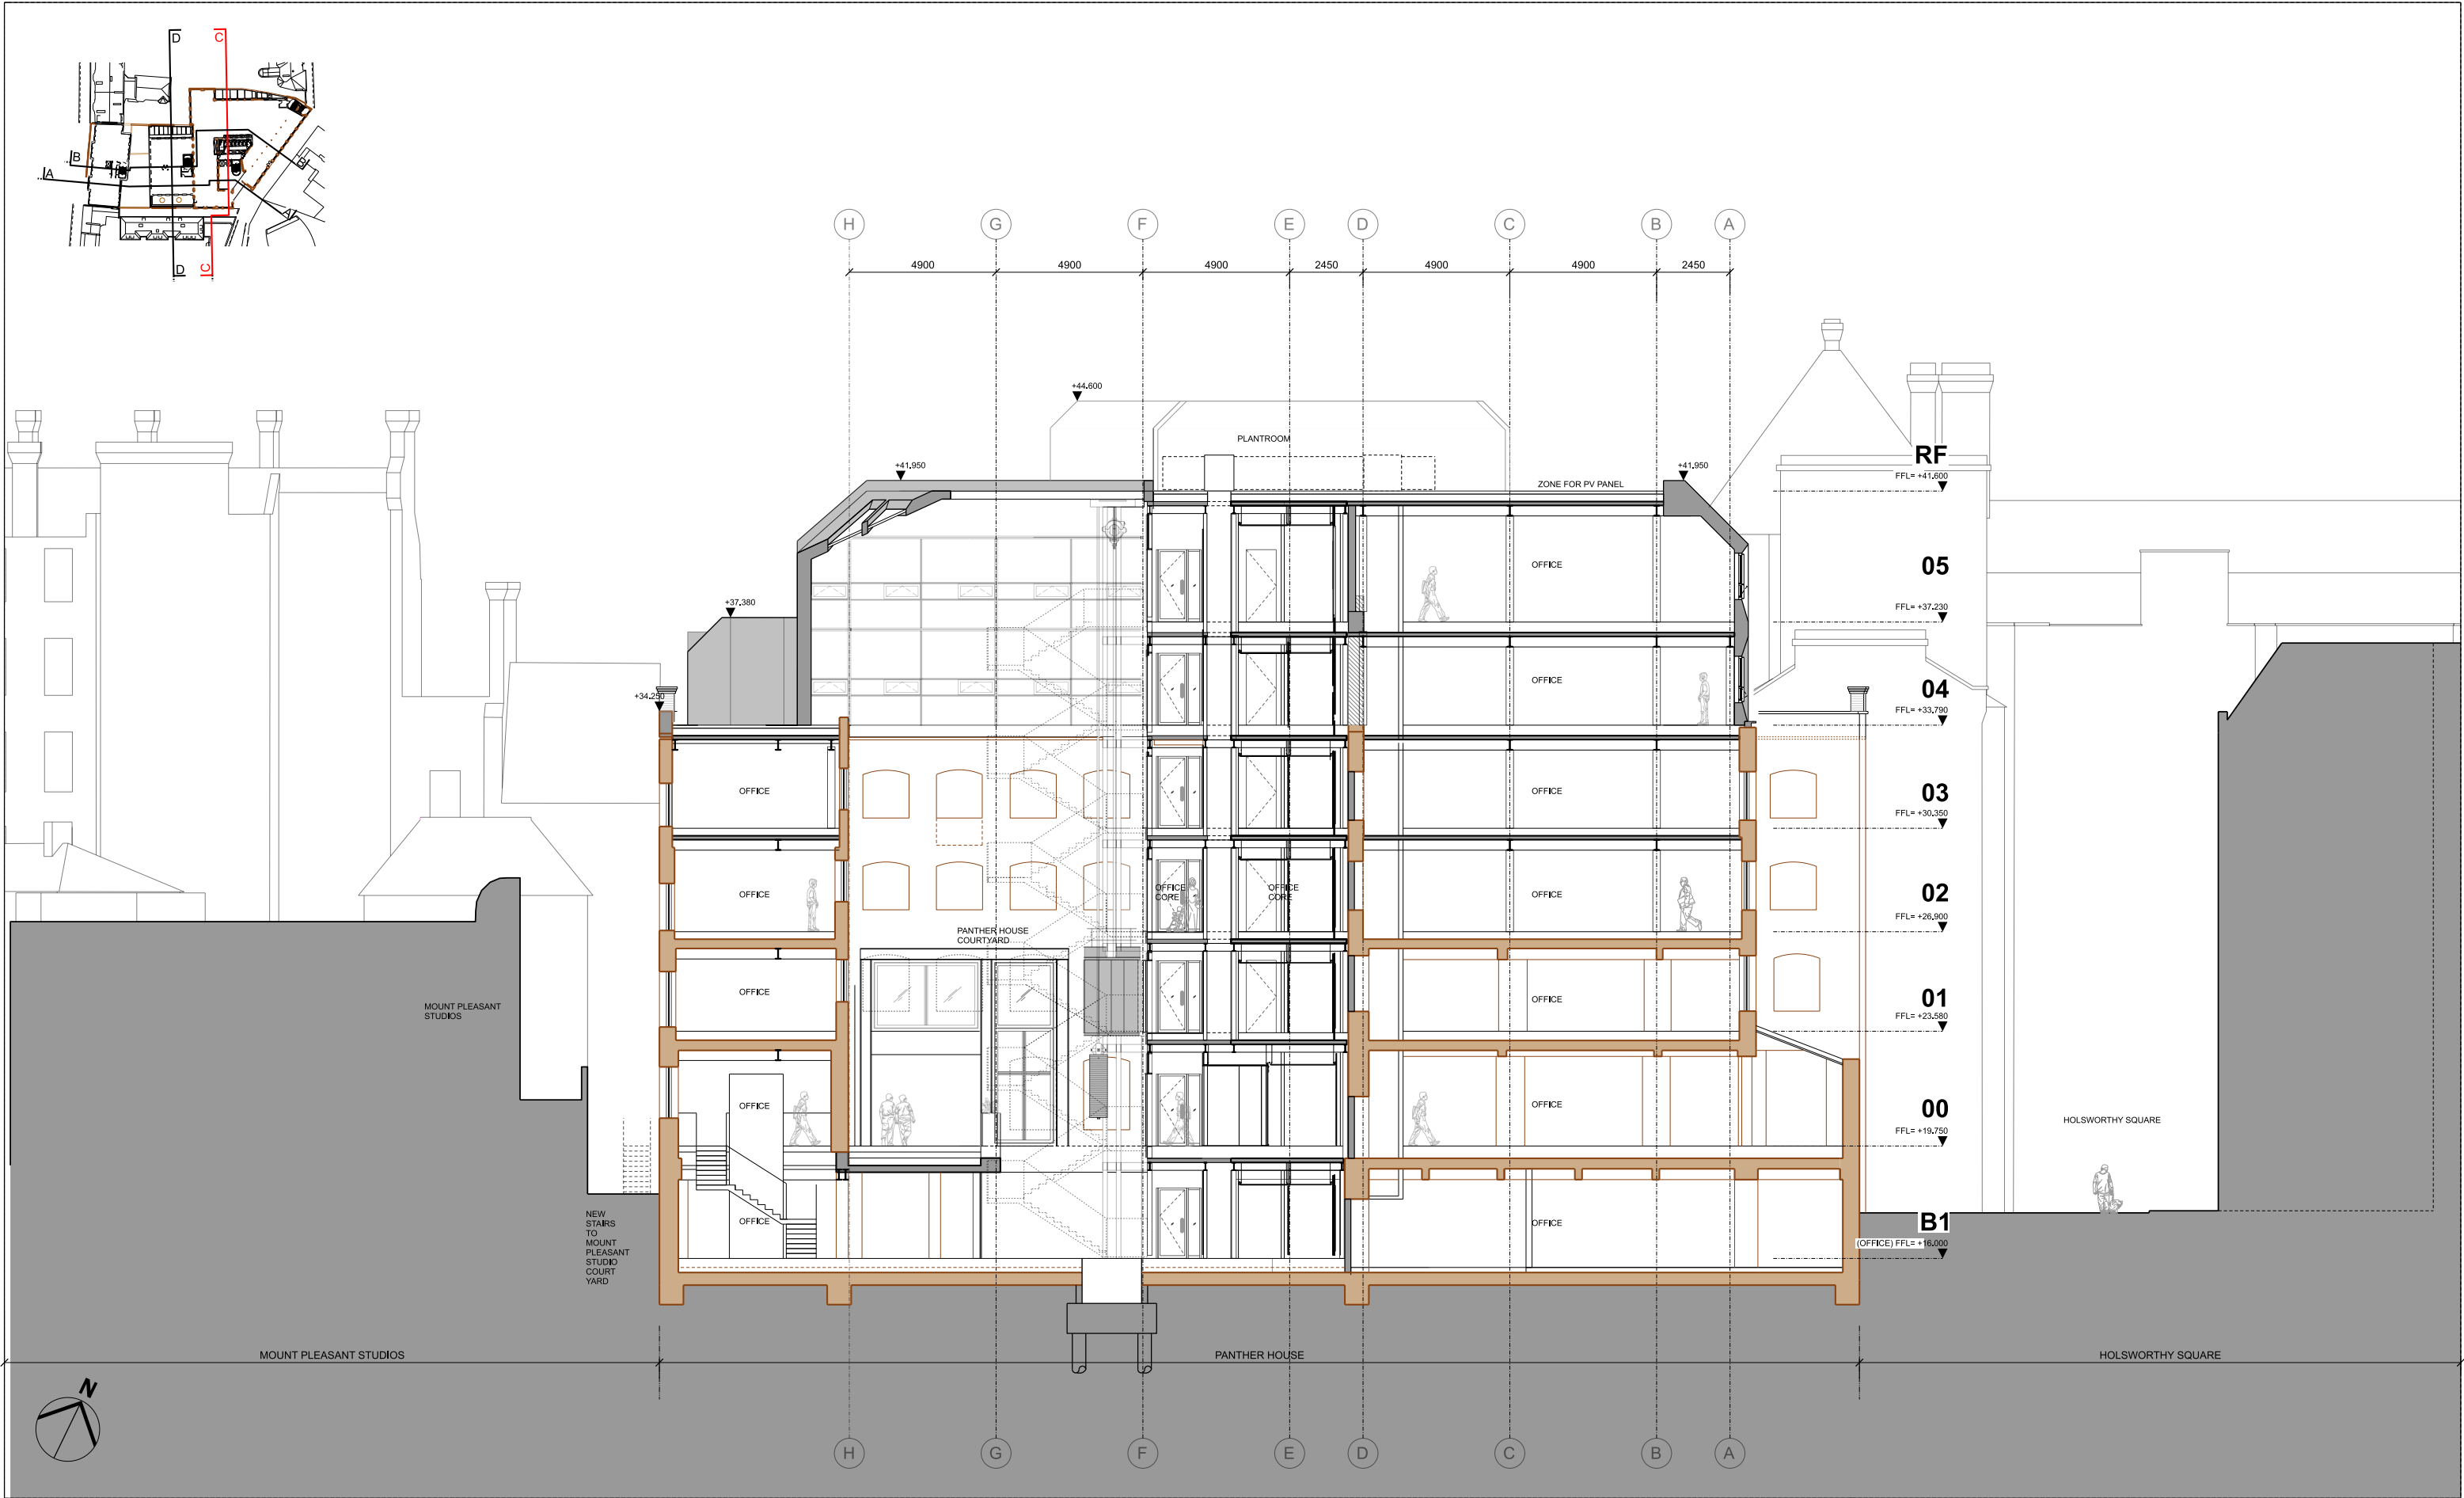 D
C
B
A
D
C
H
G
F
E
D
C
B
A
4900
4900
4900
2450
4900
4900
2450
+44.600
PLANTROOM
+41.950
+41.950
ZONE FOR PV PANEL
RF
FFL= +41.600
OFFICE
05
+37.380
FFL= +37.230
+34.250
OFFICE
04
FFL= +33.790
OFFICE
OFFICE
03
FFL= +30.350
OFFICE
OFFICE
CORE
OFFICE
CORE
OFFICE
02
FFL= +26.900
PANTHER HOUSE
COURTYARD
MOUNT PLEASANT
STUDIOS
OFFICE
OFFICE
01
FFL= +23.580
OFFICE
OFFICE
00
FFL= +19.750
HOLSWORTHY SQUARE
NEW
STAIRS
TO
MOUNT
PLEASANT
STUDIO
COURT
YARD
OFFICE
OFFICE
B1
(OFFICE) FFL= +16.000
MOUNT PLEASANT STUDIOS
PANTHER HOUSE
HOLSWORTHY SQUARE
N
H
G
F
E
D
C
B
A